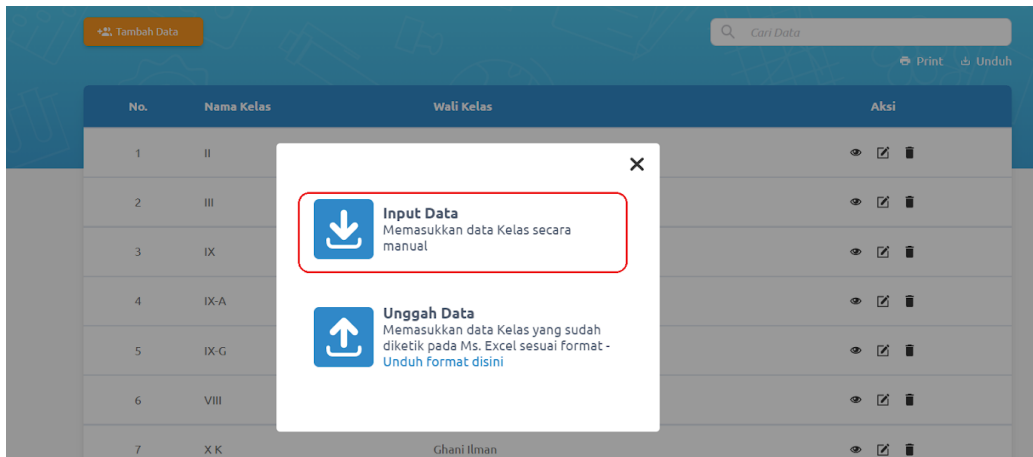 Tambah Data
Cari Data
Print Unduh
No. Nama Kelas Wali Kelas Aksi
1 II
2 III
3 IX
4 IX-A
5 IX-G
6 VIII
7 X K Ghani Ilman
Input Data
Memasukkan data Kelas secara
manual
Unggah Data
Memasukkan data Kelas yang sudah
diketik pada Ms. Excel sesuai format -
Unduh format disini